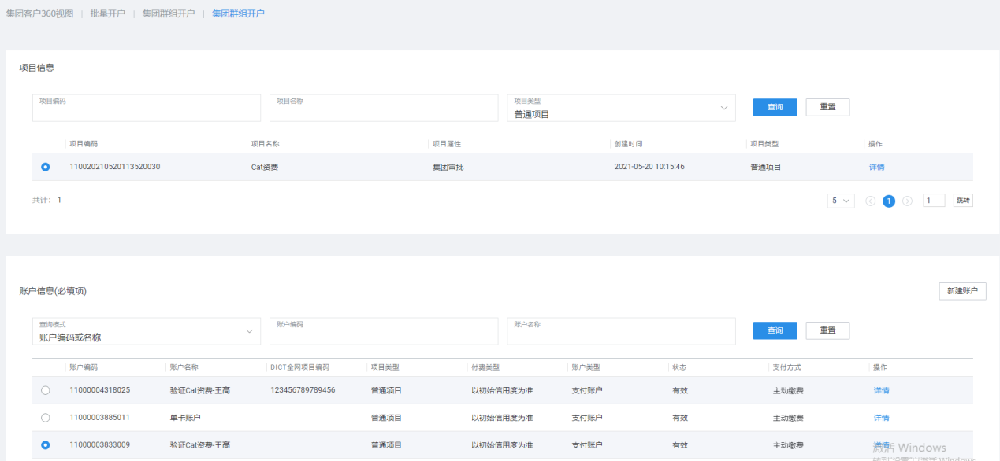 集团客户360视图 | 批量开户 | 集团群组开户 | 集团群组开户
项目信息
项目编码 项目名称 项目类型
普通项目 查询 重置
项目编码 项目名称 项目属性 创建时间 项目类型 操作
110020210520113520030 Cat资费 集团审批 2021-05-20 10:15:46 普通项目 详情
共计: 1 5 1 1 跳转
账户信息(必填项) 新建账户
查询模式 账户编码 账户名称
账户编码或名称 查询 重置
账户编码 账户名称 DICT全网项目编码 项目类型 付费类型 账户类型 状态 支付方式 操作
11000004318025 验证Cat资费-王高 123456789789456 普通项目 以初始信用度为准 支付账户 有效 主动缴费 详情
11000003885011 单卡账户 普通项目 以初始信用度为准 支付账户 有效 主动缴费 详情
11000003833009 验证Cat资费-王高 普通项目 以初始信用度为准 支付账户 有效 主动缴费 详情
激活 Windows